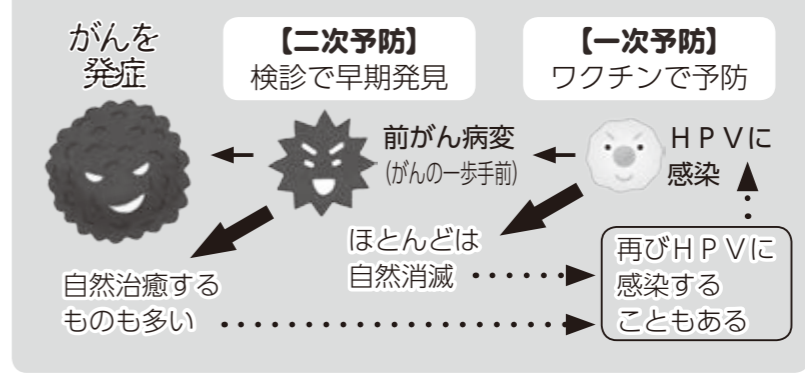 がんを
発症
【二次予防】
検診で早期発見
【一次予防】
ワクチンで予防
前がん病変
(がんの一歩手前)
ＨＰＶに
感染
ほとんどは
自然消滅
自然治癒する
ものも多い
再びＨＰＶに
感染する
こともある